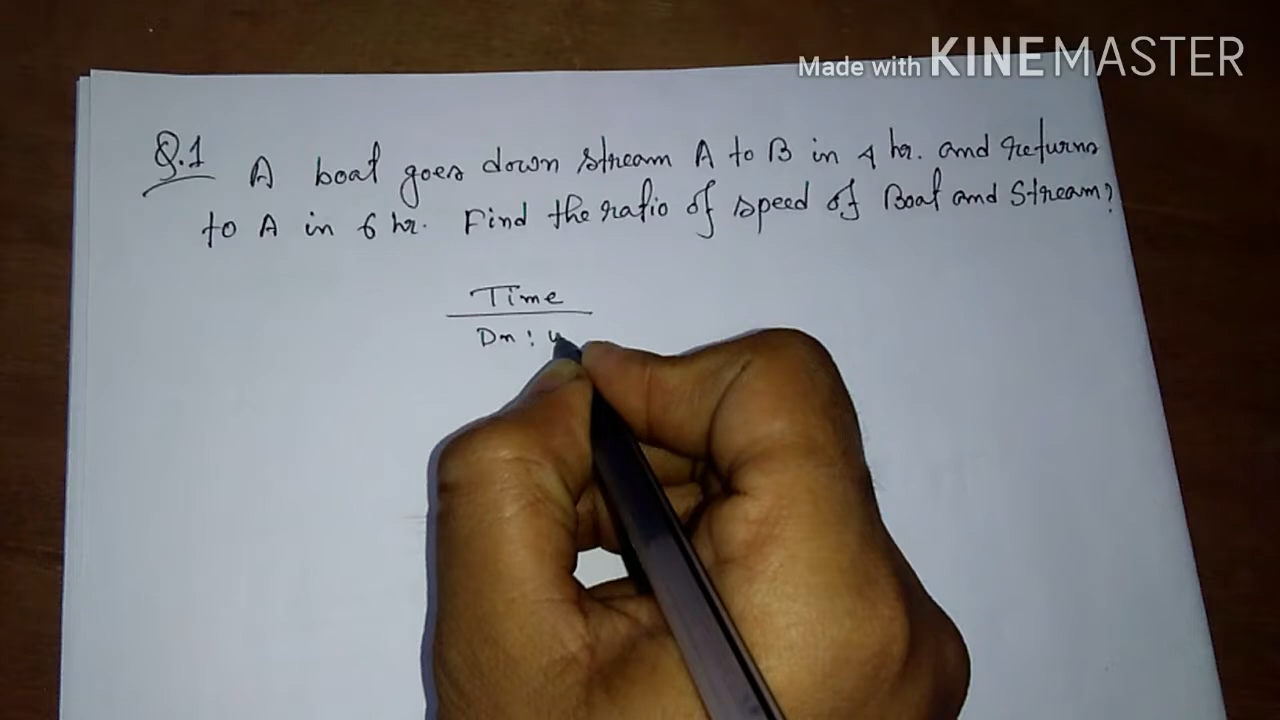 Made with KINEMASTER
Q.1 A boat goes down stream A to B in 4 hr. and returns
to A in 6 hr. Find the ratio of speed of Boat and Stream?
Time
Dn : u